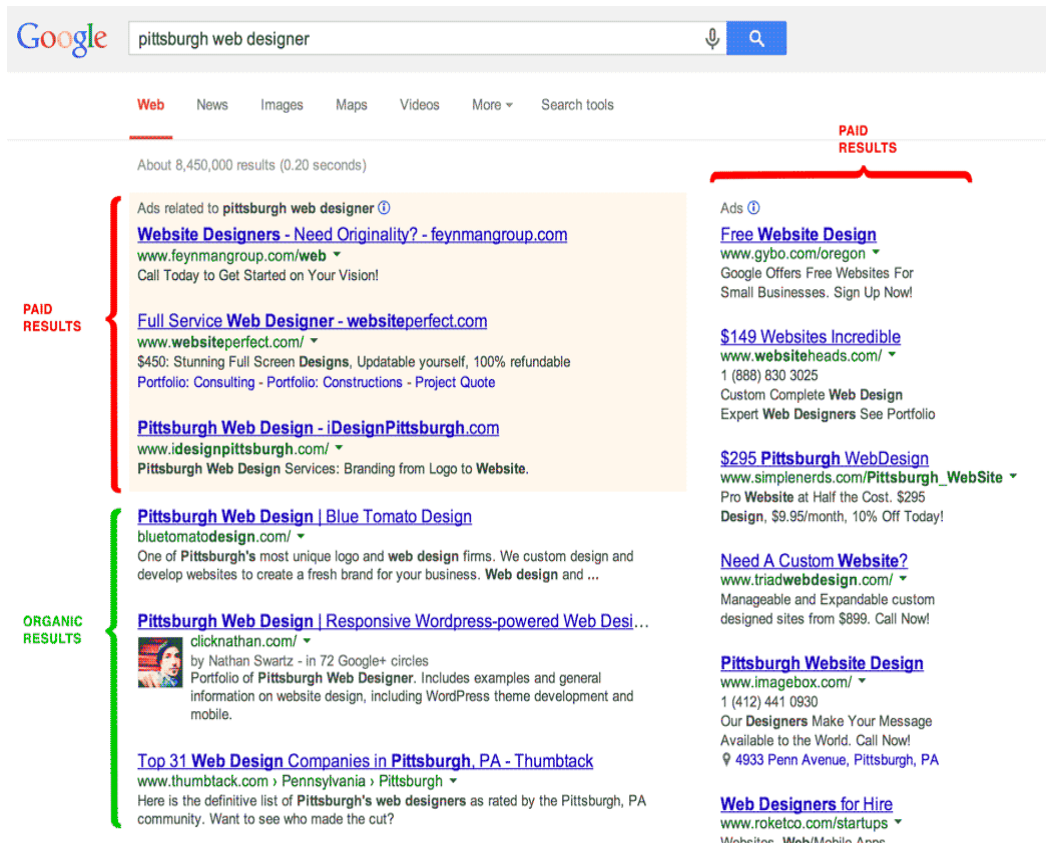 Google
pittsburgh web designer
Web News Images Maps Videos More Search tools
About 8,450,000 results (0.20 seconds)
PAID
RESULTS
Ads related to pittsburgh web designer
Website Designers - Need Originality? - feynmangroup.com
www.feynmangroup.com/web
Call Today to Get Started on Your Vision!
Full Service Web Designer - websiteperfect.com
www.websiteperfect.com/
$450: Stunning Full Screen Designs, Updatable yourself, 100% refundable
Portfolio: Consulting - Portfolio: Constructions - Project Quote
Pittsburgh Web Design - iDesignPittsburgh.com
www.idesignpittsburgh.com/
Pittsburgh Web Design Services: Branding from Logo to Website.
ORGANIC
RESULTS
Pittsburgh Web Design | Blue Tomato Design
bluetomatodesign.com/
One of Pittsburgh's most unique logo and web design firms. We custom design and
develop websites to create a fresh brand for your business. Web design and ...
Pittsburgh Web Design | Responsive Wordpress-powered Web Desi...
clicknathan.com/
by Nathan Swartz - in 72 Google+ circles
Portfolio of Pittsburgh Web Designer. Includes examples and general
information on website design, including WordPress theme development and
mobile.
Top 31 Web Design Companies in Pittsburgh, PA - Thumbtack
www.thumbtack.com › Pennsylvania › Pittsburgh
Here is the definitive list of Pittsburgh's web designers as rated by the Pittsburgh, PA
community. Want to see who made the cut?
PAID
RESULTS
Ads
Free Website Design
www.gybo.com/oregon
Google Offers Free Websites For
Small Businesses. Sign Up Now!
$149 Websites Incredible
www.websiteheads.com/
1 (888) 830 3025
Custom Complete Web Design
Expert Web Designers See Portfolio
$295 Pittsburgh WebDesign
www.simplenerds.com/Pittsburgh_WebSite
Pro Website at Half the Cost. $295
Design, $9.95/month, 10% Off Today!
Need A Custom Website?
www.triadwebdesign.com/
Manageable and Expandable custom
designed sites from $899. Call Now!
Pittsburgh Website Design
www.imagebox.com/
1 (412) 441 0930
Our Designers Make Your Message
Available to the World. Call Now!
4933 Penn Avenue, Pittsburgh, PA
Web Designers for Hire
www.roketco.com/startups
Websites, Web/Mobile Apps